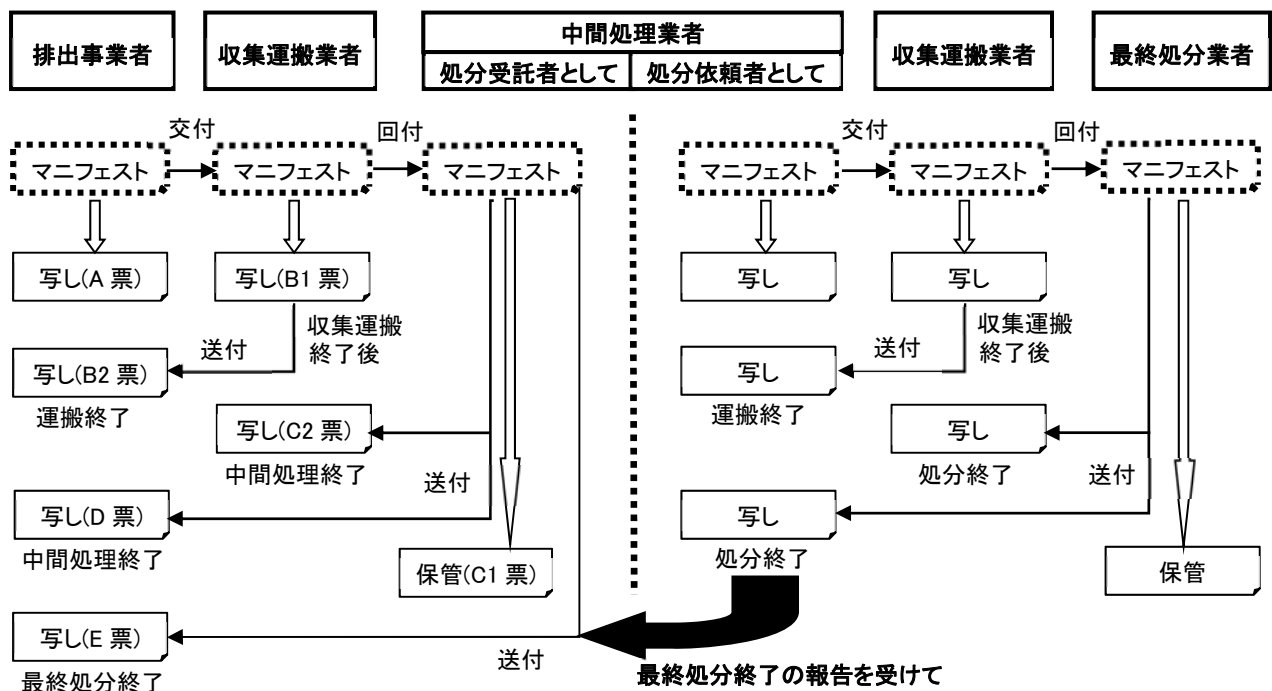 排出事業者
収集運搬業者
中間処理業者
処分受託者として
処分依頼者として
収集運搬業者
最終処分業者
交付
回付
交付
回付
マニフェスト
マニフェスト
マニフェスト
マニフェスト
マニフェスト
マニフェスト
写し(A 票)
写し(B1 票)
写し
写し
収集運搬
終了後
収集運搬
終了後
送付
送付
写し(B2 票)
運搬終了
写し
運搬終了
写し(C2 票)
中間処理終了
写し
処分終了
送付
送付
写し(D 票)
中間処理終了
写し
処分終了
保管(C1 票)
保管
写し(E 票)
最終処分終了
送付
最終処分終了の報告を受けて